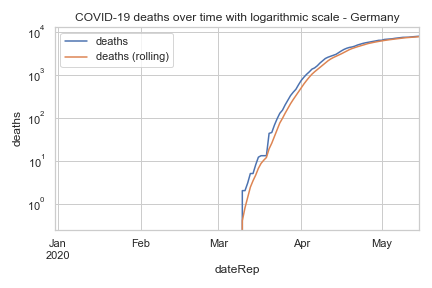 COVID-19 deaths over time with logarithmic scale - Germany
deaths
deaths (rolling)
10^4
10^3
10^2
10^1
10^0
deaths
Jan Feb Mar Apr May
2020
dateRep